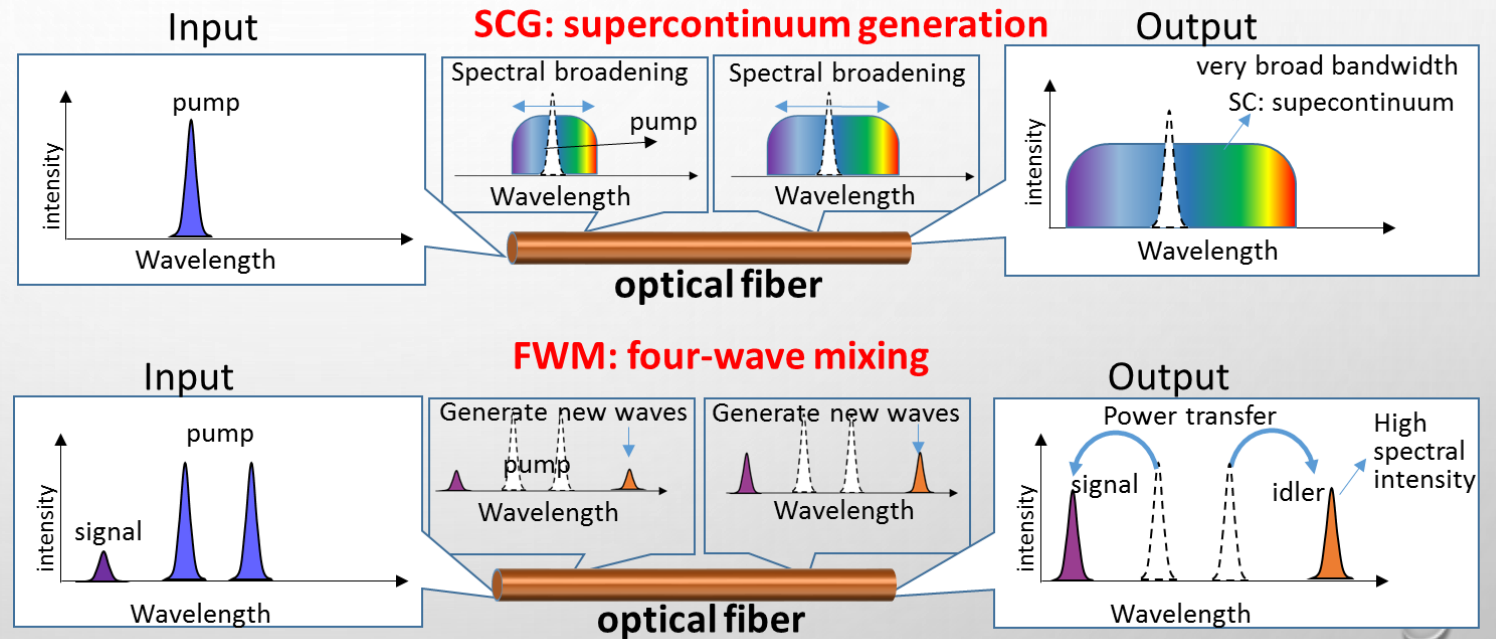 SCG: supercontinuum generation
Input
pump
intensity
Wavelength
Spectral broadening
pump
Wavelength
Spectral broadening
Wavelength
Output
very broad bandwidth
SC: supecontinuum
intensity
Wavelength
optical fiber
FWM: four-wave mixing
Input
pump
signal
intensity
Wavelength
Generate new waves
pump
Wavelength
Generate new waves
Wavelength
Output
Power transfer
High
spectral
intensity
signal
idler
intensity
Wavelength
optical fiber